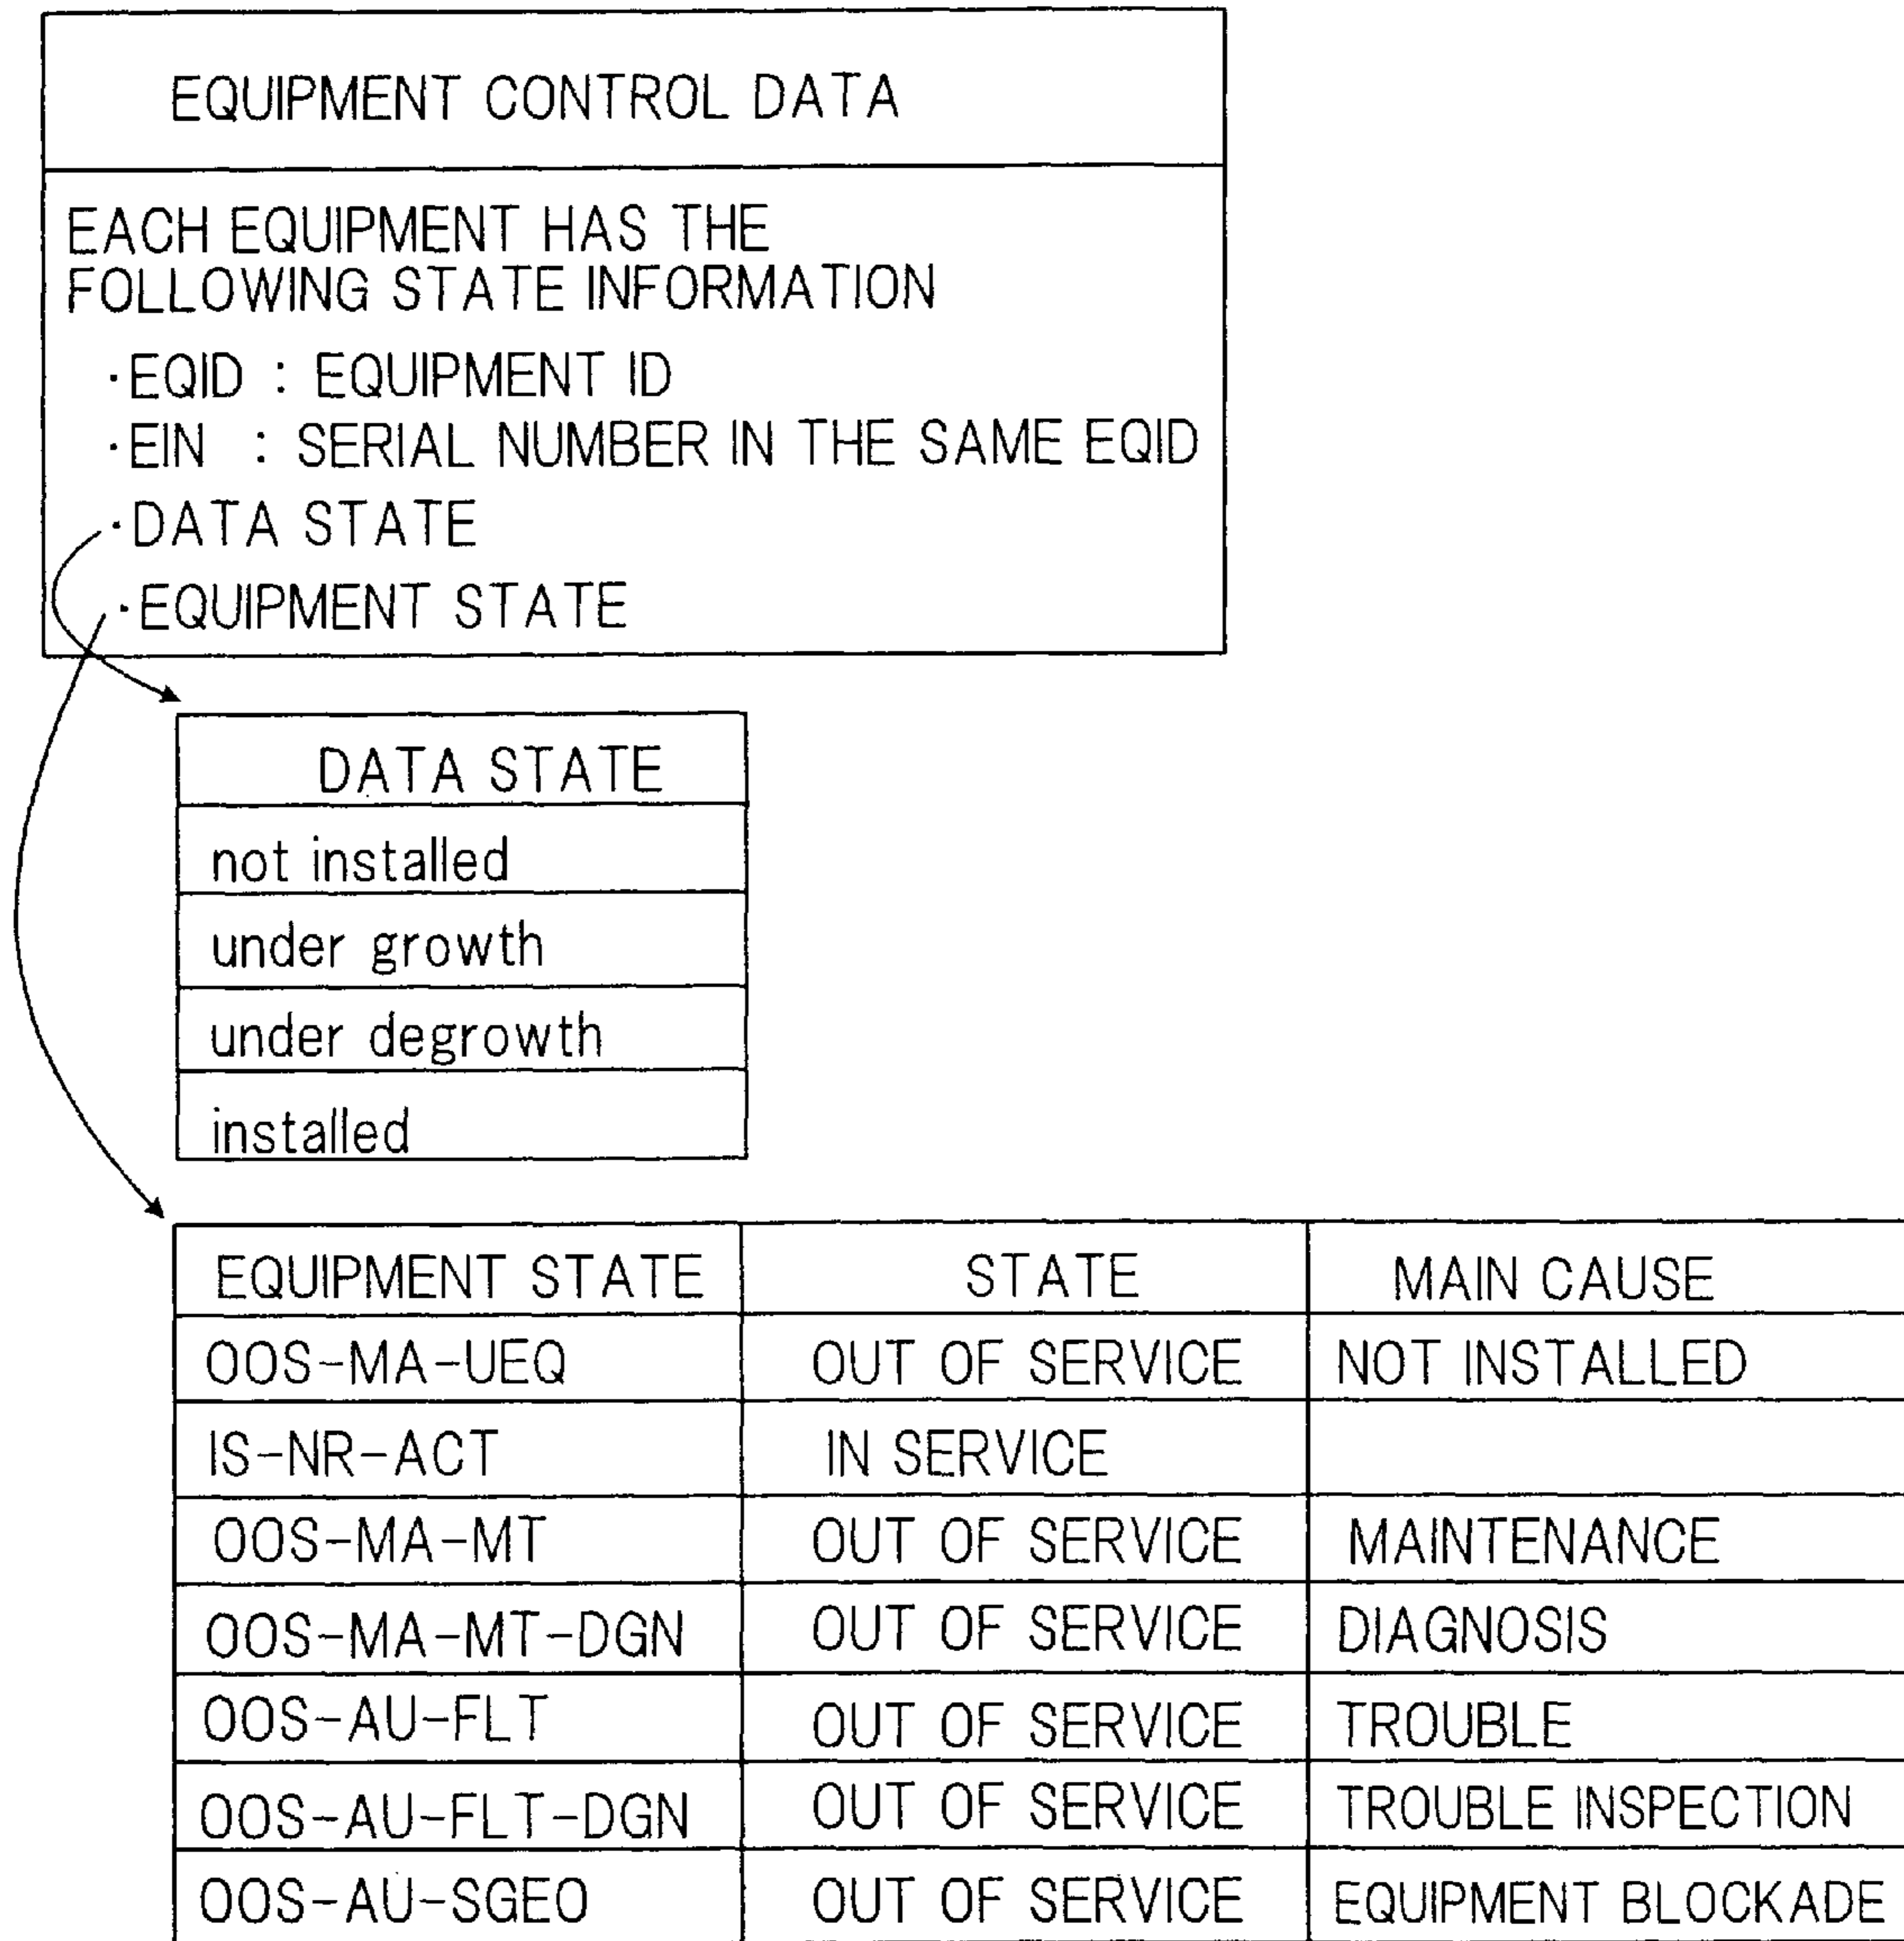 EQUIPMENT CONTROL DATA
EACH EQUIPMENT HAS THE
FOLLOWING STATE INFORMATION
·EQID : EQUIPMENT ID
·EIN : SERIAL NUMBER IN THE SAME EQID
·DATA STATE
·EQUIPMENT STATE
DATA STATE
not installed
under growth
under degrowth
installed
EQUIPMENT STATE STATE MAIN CAUSE
OOS-MA-UEQ OUT OF SERVICE NOT INSTALLED
IS-NR-ACT IN SERVICE
OOS-MA-MT OUT OF SERVICE MAINTENANCE
OOS-MA-MT-DGN OUT OF SERVICE DIAGNOSIS
OOS-AU-FLT OUT OF SERVICE TROUBLE
OOS-AU-FLT-DGN OUT OF SERVICE TROUBLE INSPECTION
OOS-AU-SGEO OUT OF SERVICE EQUIPMENT BLOCKADE